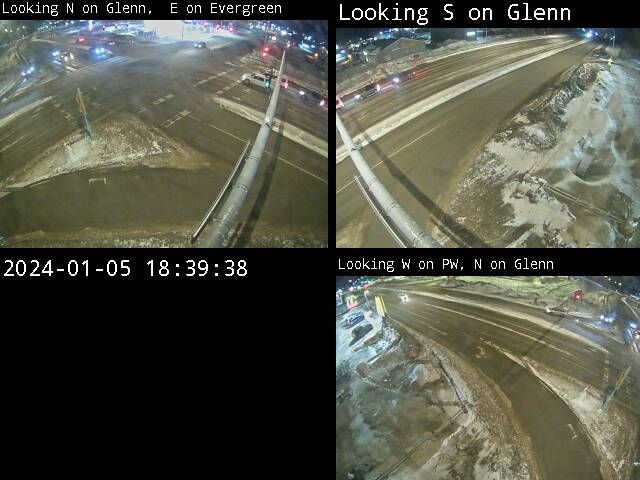 Looking N on Glenn,  E on Evergreen
Looking S on Glenn
2024-01-05 18:39:38
Looking W on PW, N on Glenn